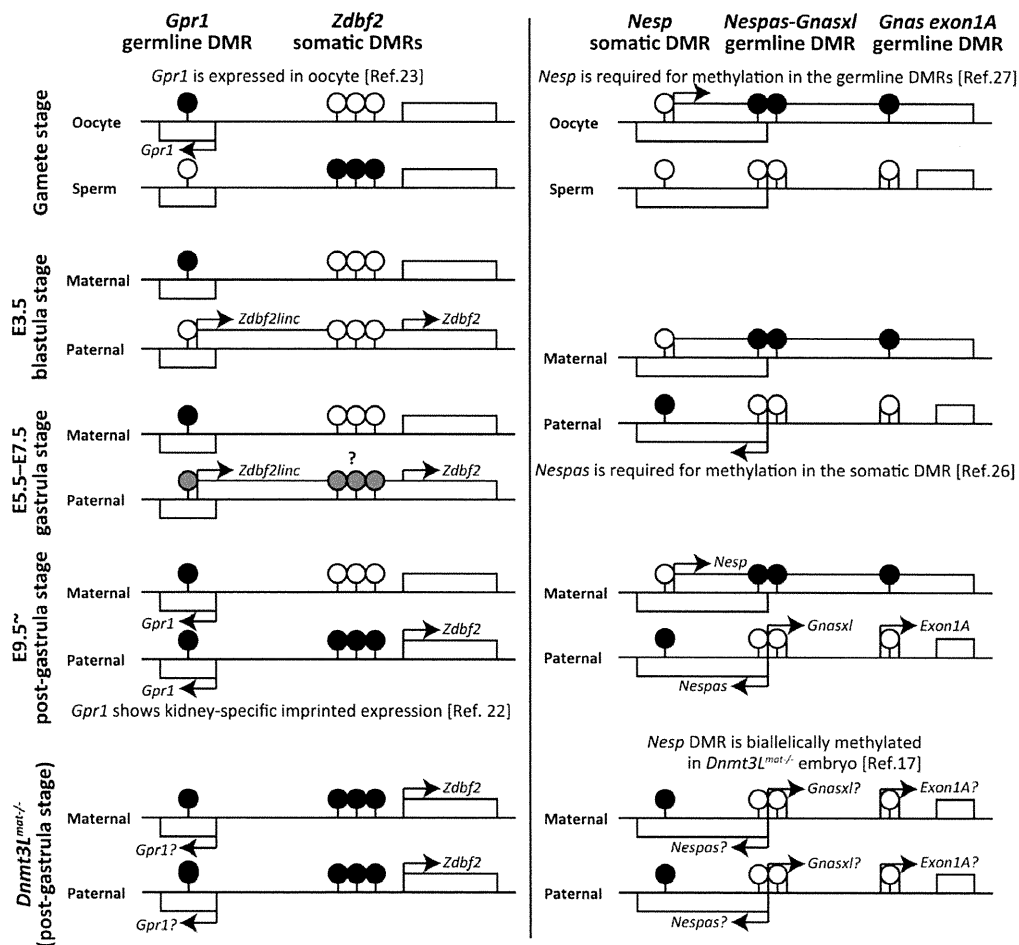 Gpr1
germline DMR
Zdbf2
somatic DMRs
Gpr1 is expressed in oocyte [Ref.23]
Gamete stage
Oocyte
Gpr1
Sperm
E3.5
blastula stage
Maternal
Zdbf2linc
Zdbf2
Paternal
E5.5–E7.5
gastrula stage
Maternal
?
Zdbf2linc
Zdbf2
Paternal
E9.5~
post-gastrula stage
Maternal
Gpr1
Zdbf2
Paternal
Gpr1
Gpr1 shows kidney-specific imprinted expression [Ref. 22]
Dnmt3L^mat-/-
(post-gastrula stage)
Zdbf2
Maternal
Gpr1?
Zdbf2
Paternal
Gpr1?
Nesp
somatic DMR
Nespas-Gnasxl
germline DMR
Gnas exon1A
germline DMR
Nesp is required for methylation in the germline DMRs [Ref.27]
Oocyte
Sperm
Maternal
Paternal
Nespas is required for methylation in the somatic DMR [Ref.26]
Nesp
Maternal
Gnasxl
Exon1A
Paternal
Nespas
Nesp DMR is biallelically methylated
in Dnmt3L^mat-/- embryo [Ref.17]
Gnasxl?
Exon1A?
Maternal
Nespas?
Gnasxl?
Exon1A?
Paternal
Nespas?